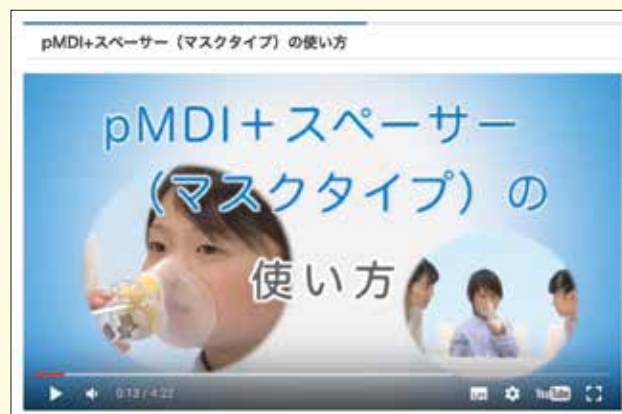 pMDI+スペーサー（マスクタイプ）の使い方
pMDI＋スペーサー
（マスクタイプ）の
使い方
0:13 / 4:22
YouTube